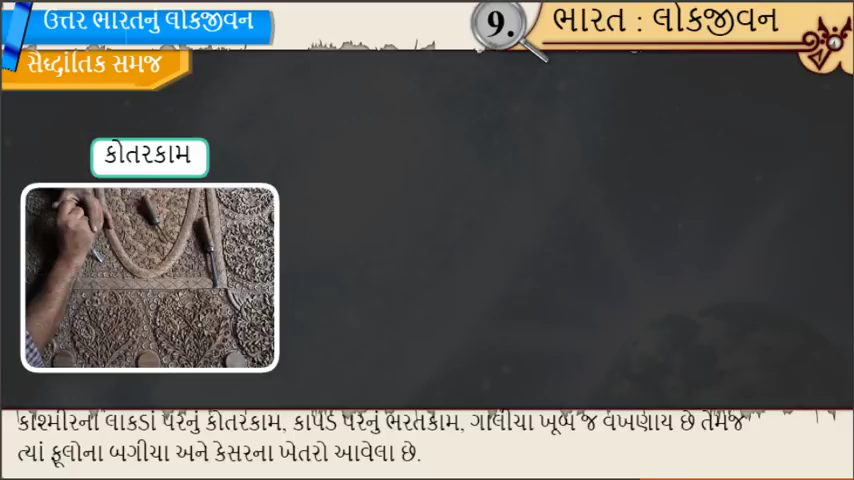 ઉત્તર ભારતનું લોકજીવન
9.
ભારત : લોકજીવન
સૈદ્ધાંતિક સમજ
કોતરકામ
કાશ્મીરની લાકડાં પરનું કોતરકામ, કાપડ પરનું ભરતકામ, ગાલીચા ખૂબ જ વખણાય છે તેમજ
ત્યાં ફૂલોના બગીચા અને કેસરના ખેતરો આવેલા છે.